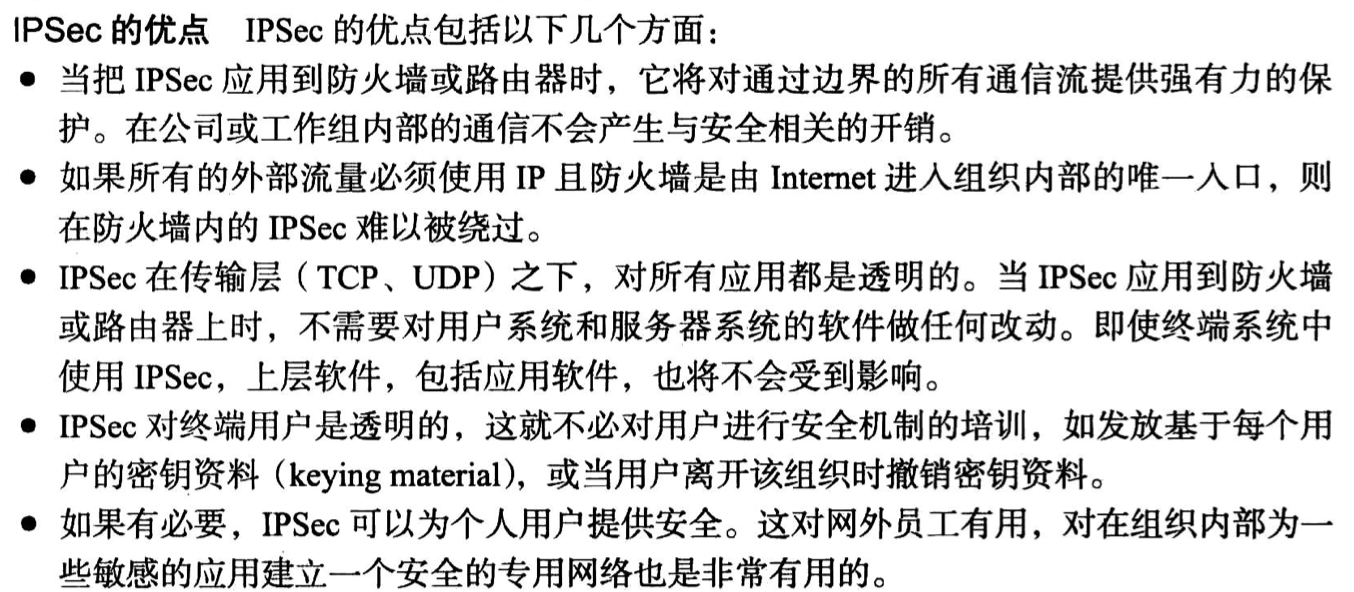 IPSec 的优点 IPSec 的优点包括以下几个方面：
● 当把 IPSec 应用到防火墙或路由器时，它将对通过边界的所有通信流提供强有力的保
护。在公司或工作组内部的通信不会产生与安全相关的开销。
● 如果所有的外部流量必须使用 IP 且防火墙是由 Internet 进入组织内部的唯一入口，则
在防火墙内的 IPSec 难以被绕过。
● IPSec 在传输层（TCP、UDP）之下，对所有应用都是透明的。当 IPSec 应用到防火墙
或路由器上时，不需要对用户系统和服务器系统的软件做任何改动。即使终端系统中
使用 IPSec，上层软件，包括应用软件，也将不会受到影响。
● IPSec 对终端用户是透明的，这就不必对用户进行安全机制的培训，如发放基于每个用
户的密钥资料（keying material），或当用户离开该组织时撤销密钥资料。
● 如果有必要，IPSec 可以为个人用户提供安全。这对网外员工有用，对在组织内部为一
些敏感的应用建立一个安全的专用网络也是非常有用的。